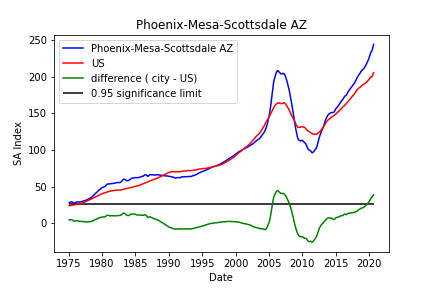 Phoenix-Mesa-Scottsdale AZ
250
200
150
100
50
0
SA Index
Phoenix-Mesa-Scottsdale AZ
US
difference ( city - US)
0.95 significance limit
1975 1980 1985 1990 1995 2000 2005 2010 2015 2020
Date